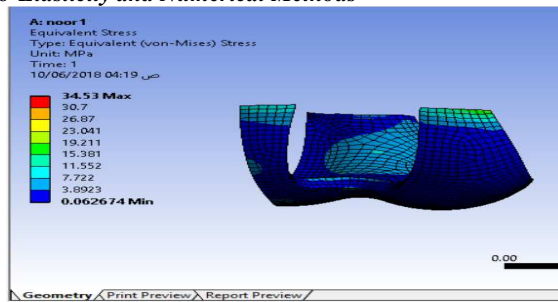 Elasticity and Numerical Methods
A: noor1
Equivalent Stress
Type: Equivalent (von-Mises) Stress
Unit: MPa
Time: 1
10/06/2018 04:19 ص
34.53 Max
30.7
26.87
23.041
19.211
15.381
11.552
7.722
3.8923
0.062674 Min
0.00
Geometry Print Preview Report Preview